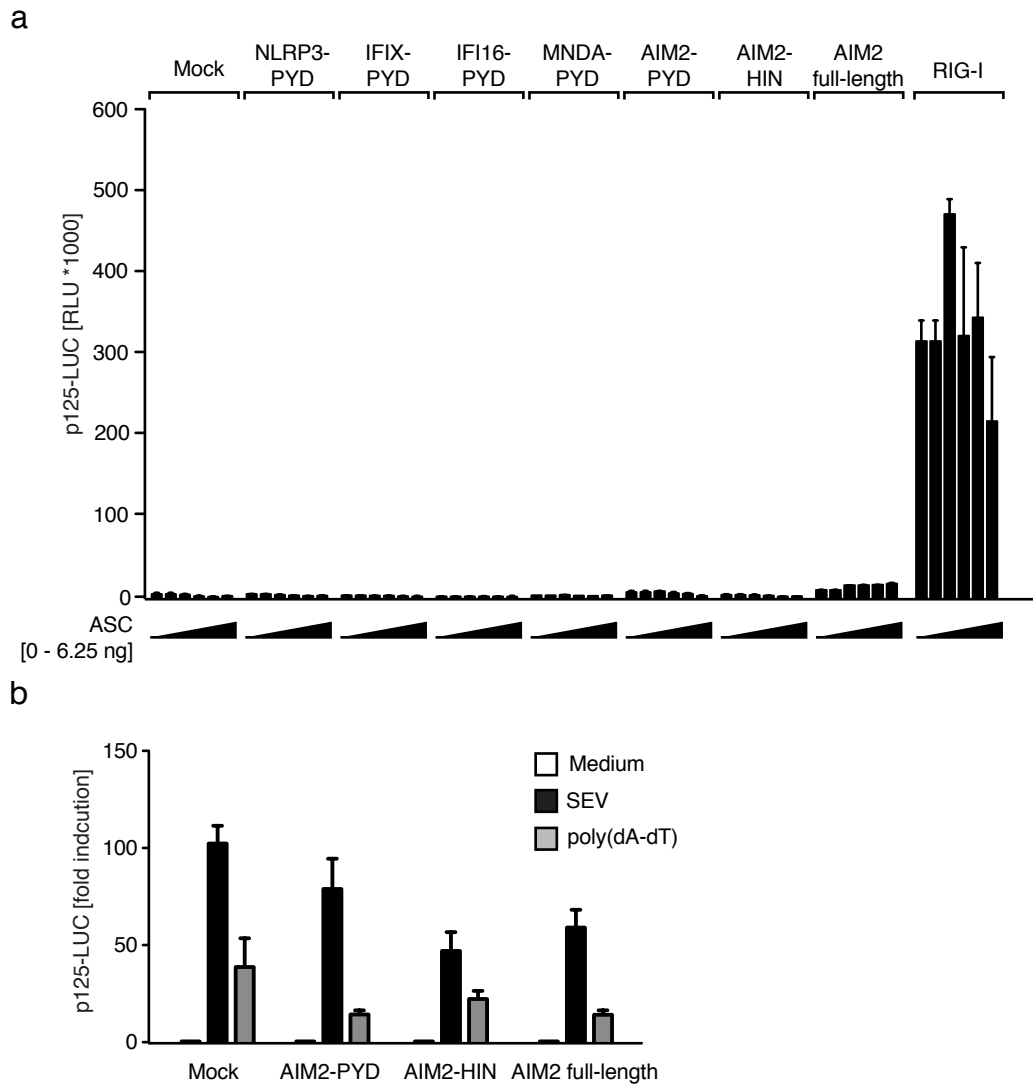 a
Mock
NLRP3-
PYD
IFIX-
PYD
IFI16-
PYD
MNDA-
PYD
AIM2-
PYD
AIM2-
HIN
AIM2
full-length
RIG-I
p125-LUC [RLU *1000]
600
500
400
300
200
100
0
ASC
[0 - 6.25 ng]
b
p125-LUC [fold indcution]
150
100
50
0
Medium
SEV
poly(dA-dT)
Mock
AIM2-PYD
AIM2-HIN
AIM2 full-length